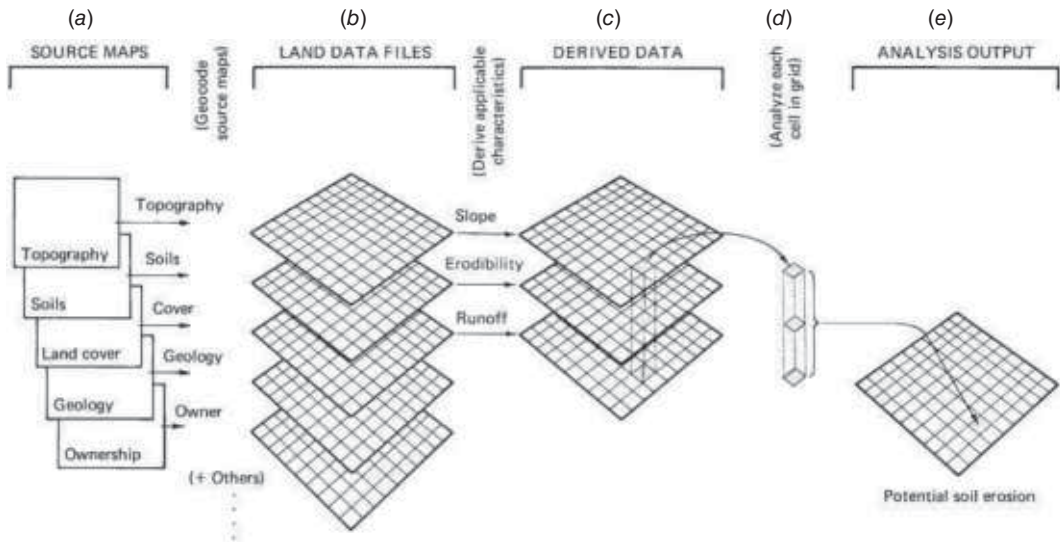 (a)
(b)
(c)
(d)
(e)
SOURCE MAPS
(Geocode
source maps)
LAND DATA FILES
(Derive applicable
characteristics)
DERIVED DATA
(Analyze each
cell in grid)
ANALYSIS OUTPUT
Topography
Topography
Soils
Soils
Cover
Land cover
Geology
Geology
Owner
Ownership
(+ Others)
Slope
Erodibility
Runoff
Potential soil erosion